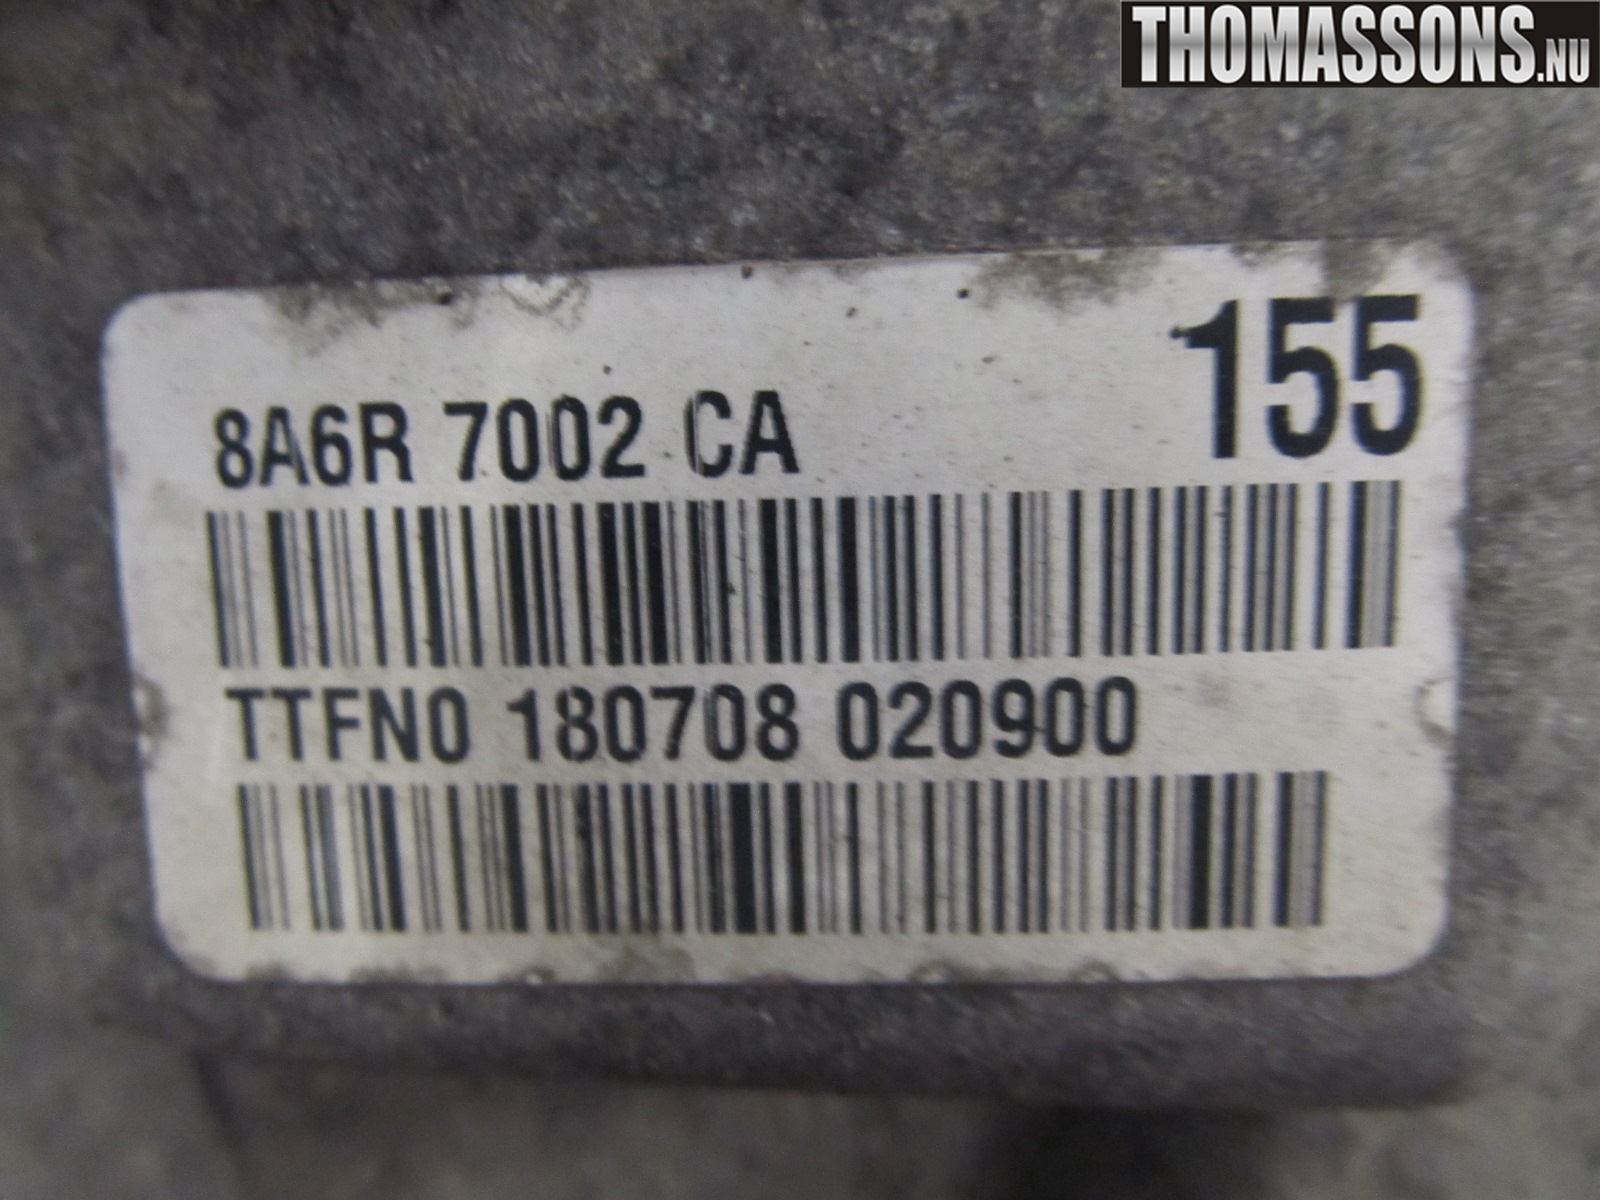 THOMASSONS.NU
155
8A6R 7002 CA
TTFN0 180708 020900